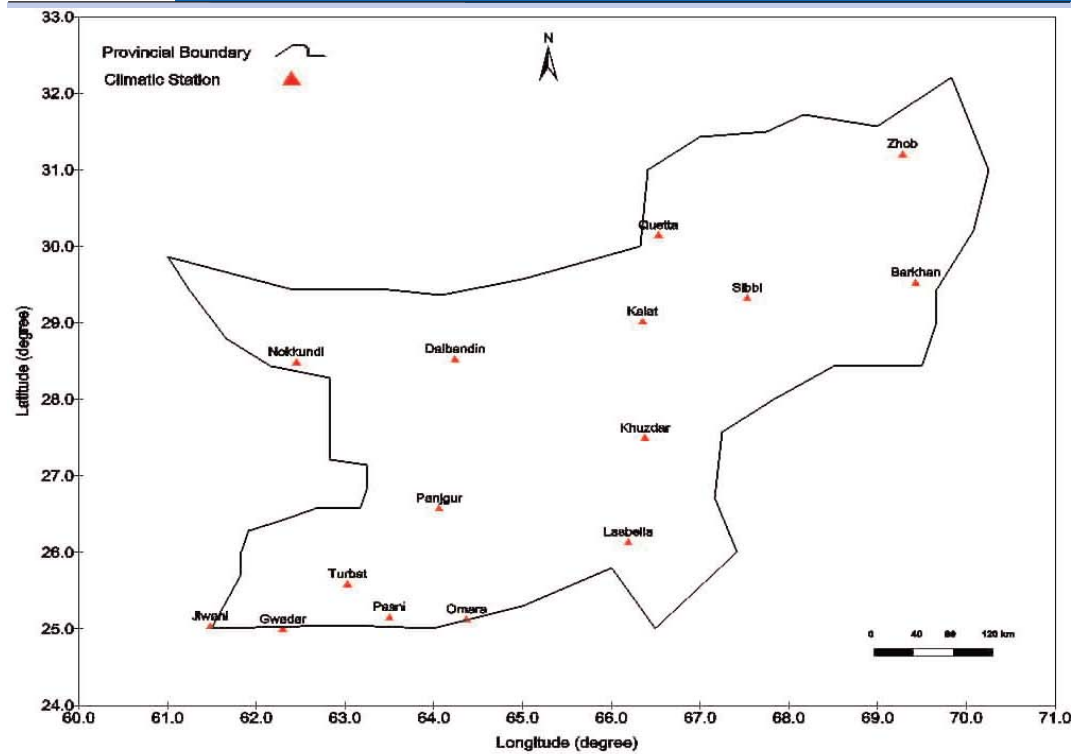 33.0
Provincial Boundary
N
Climatic Station
32.0
Zhob
31.0
Quetta
30.0
Barkhan
Sibbi
Kalat
29.0
Nokkundi
Dalbandin
Latitude (degree)
28.0
Khuzdar
27.0
Panjgur
Lasbella
26.0
Turbat
Pasni
Omara
Jiwani
Gwadar
25.0
0 40 80 120 km
24.0
60.0 61.0 62.0 63.0 64.0 65.0 66.0 67.0 68.0 69.0 70.0 71.0
Longitude (degree)